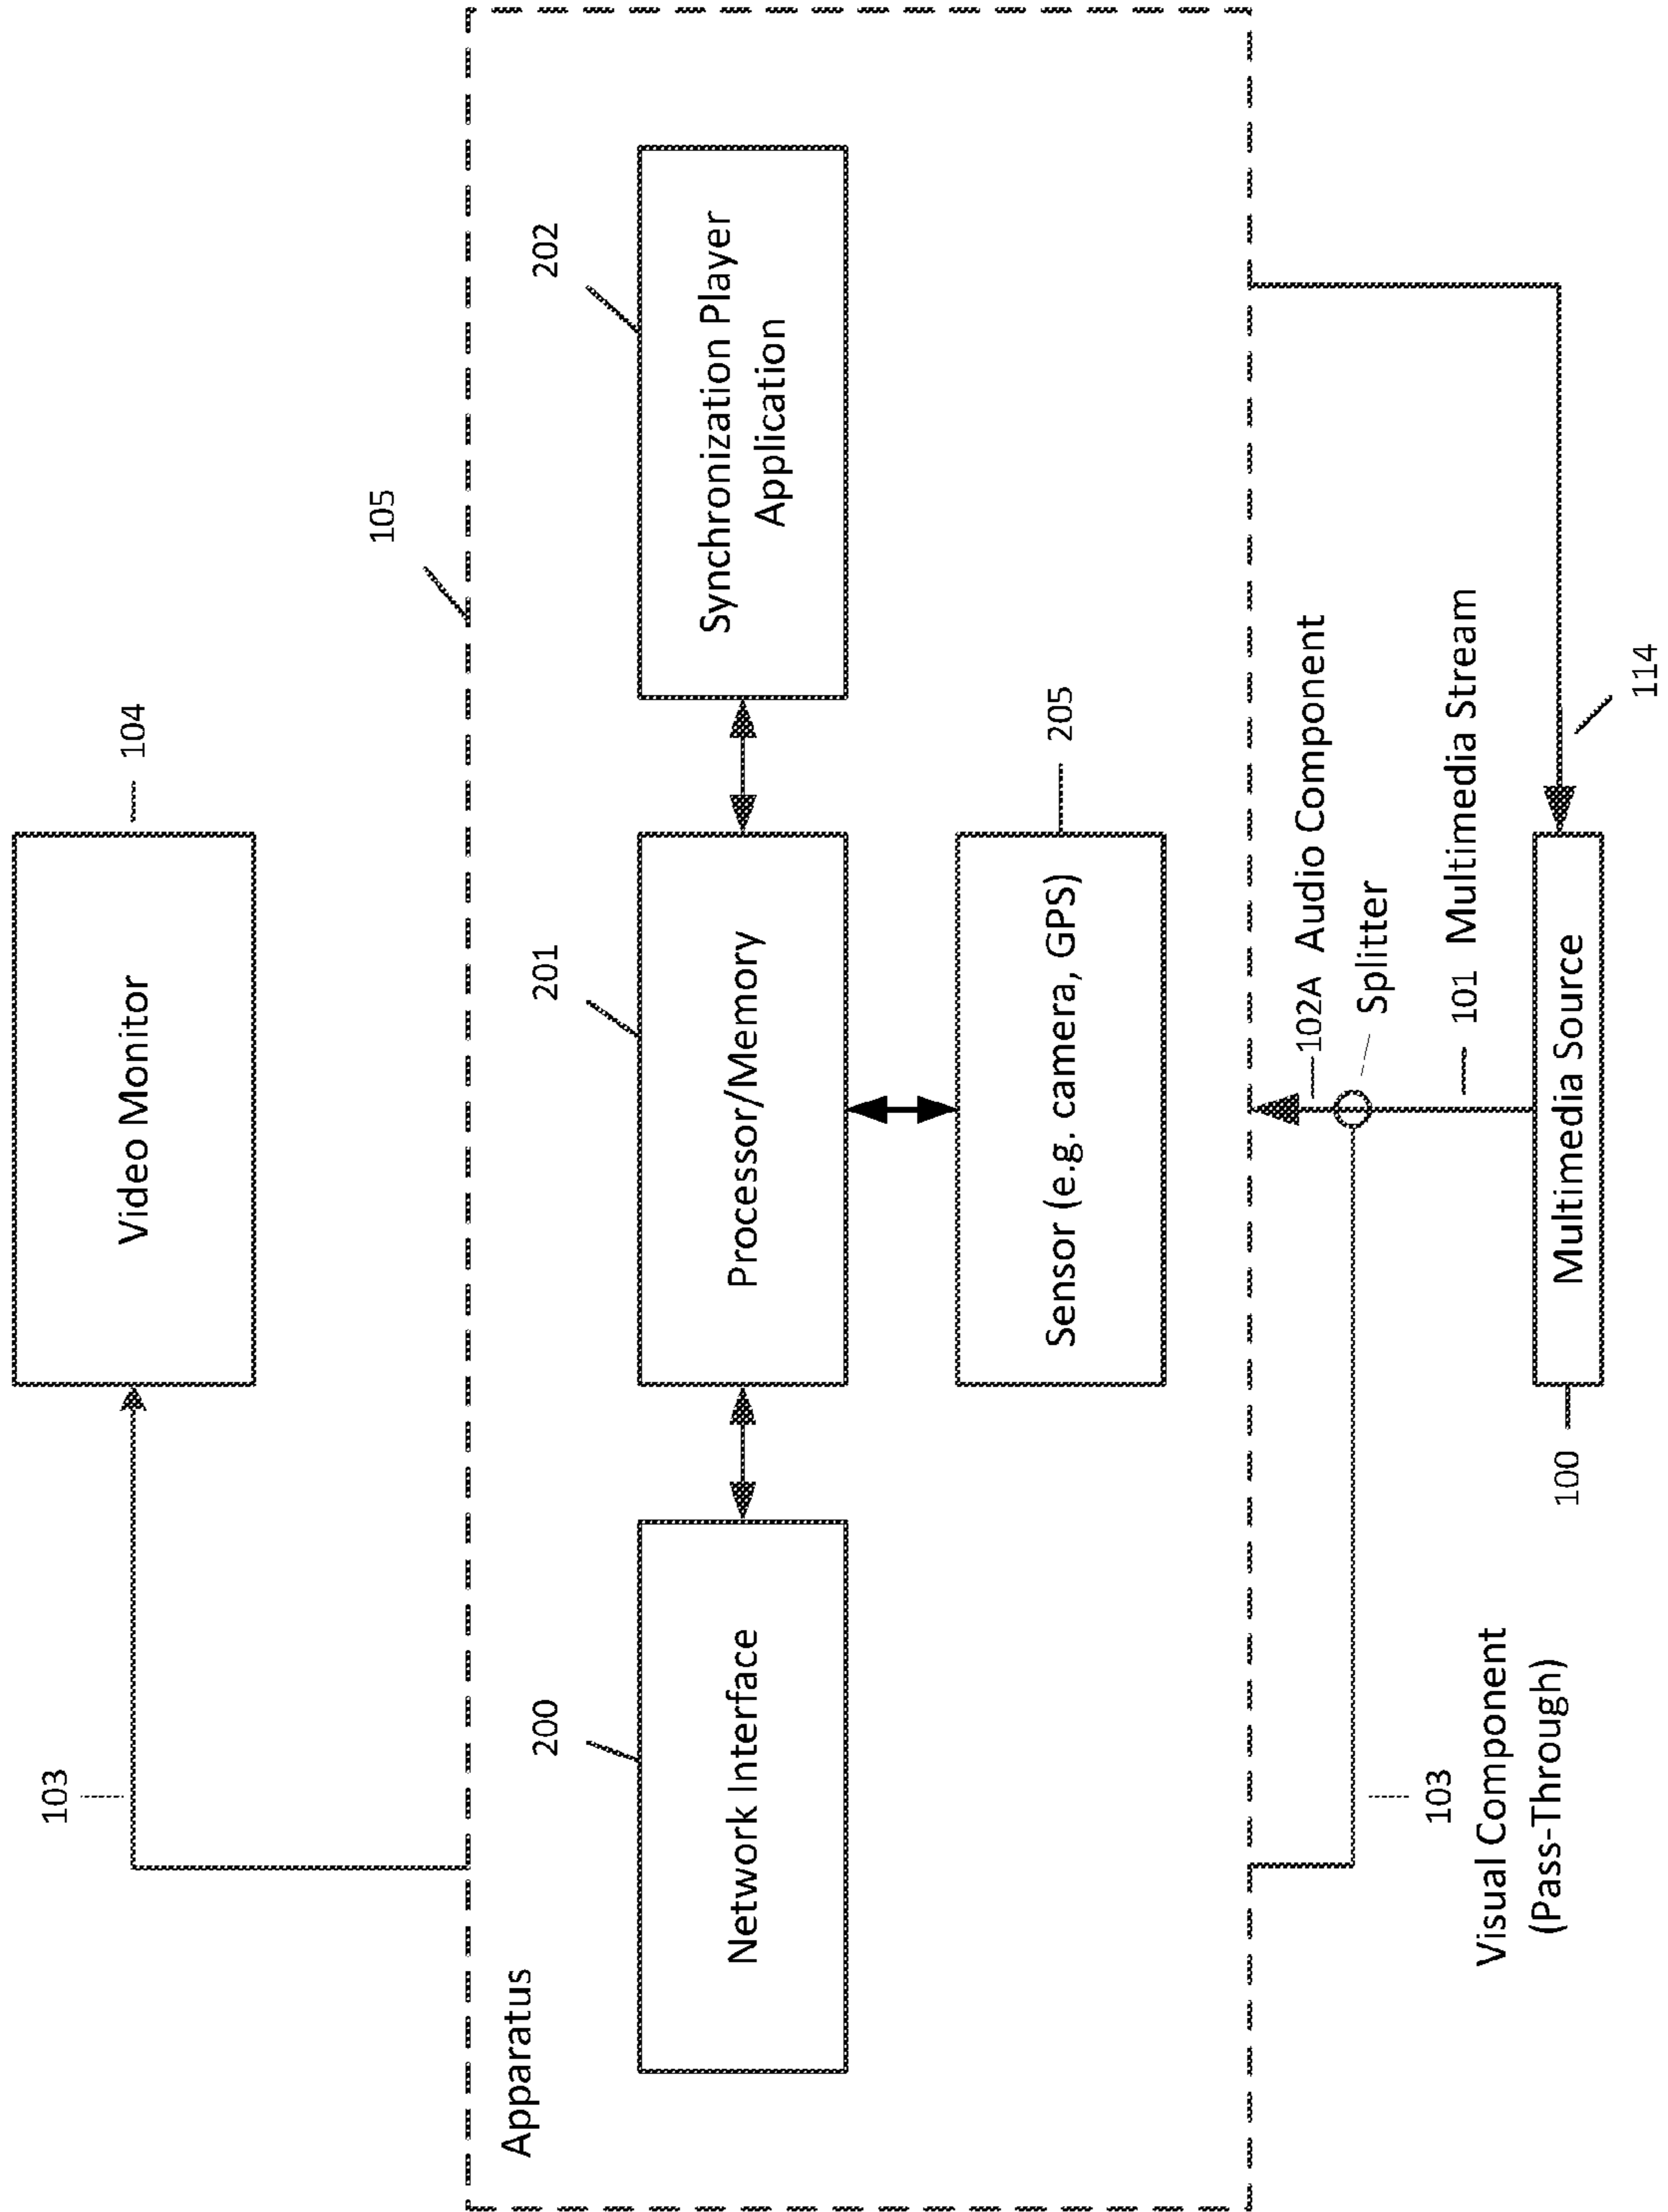 103
Video Monitor
104
105
Apparatus
200
Network Interface
201
Processor/Memory
202
Synchronization Player
Application
Sensor (e.g. camera, GPS)
205
102A Audio Component
Splitter
103
Visual Component
(Pass-Through)
101 Multimedia Stream
100
Multimedia Source
114